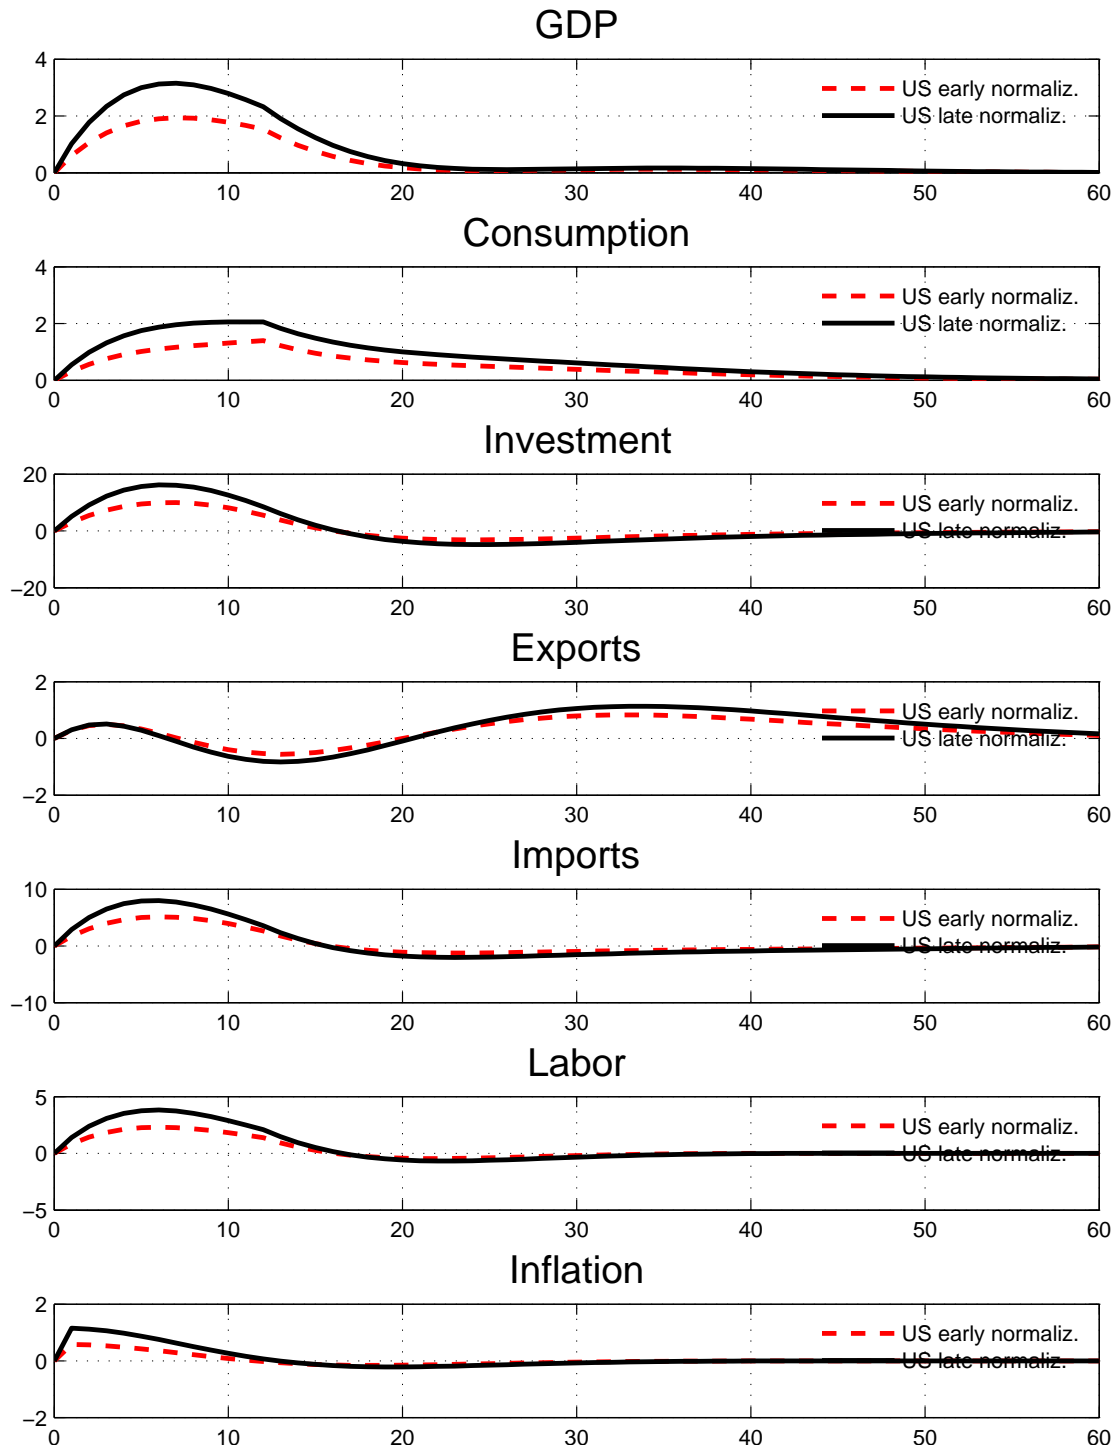 GDP
4
US early normaliz.
2
US late normaliz.
0
0 10 20 30 40 50 60
Consumption
4
US early normaliz.
2
US late normaliz.
0
0 10 20 30 40 50 60
Investment
20
US early normaliz.
0
US late normaliz.
−20
0 10 20 30 40 50 60
Exports
2
US early normaliz.
0
US late normaliz.
−2
0 10 20 30 40 50 60
Imports
10
US early normaliz.
0
US late normaliz.
−10
0 10 20 30 40 50 60
Labor
5
US early normaliz.
0
US late normaliz.
−5
0 10 20 30 40 50 60
Inflation
2
US early normaliz.
0
US late normaliz.
−2
0 10 20 30 40 50 60